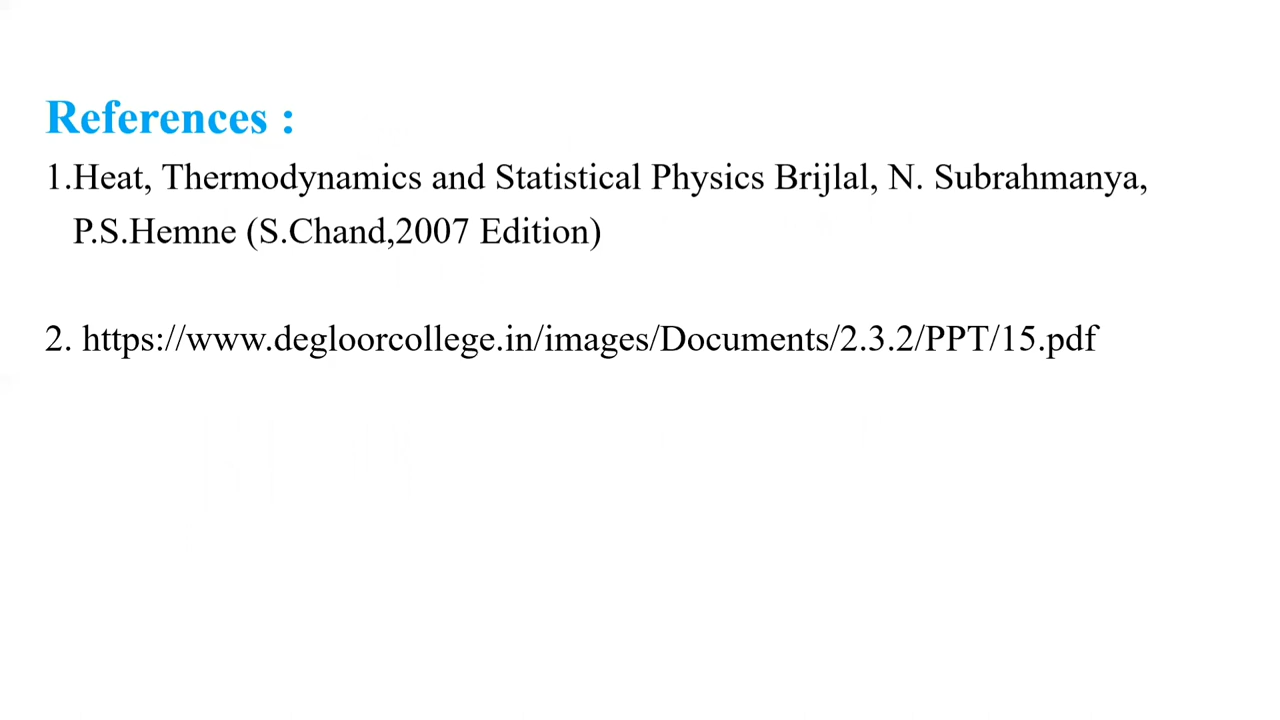 References :
1.Heat, Thermodynamics and Statistical Physics Brijlal, N. Subrahmanya,
P.S.Hemne (S.Chand,2007 Edition)
2. https://www.degloorcollege.in/images/Documents/2.3.2/PPT/15.pdf